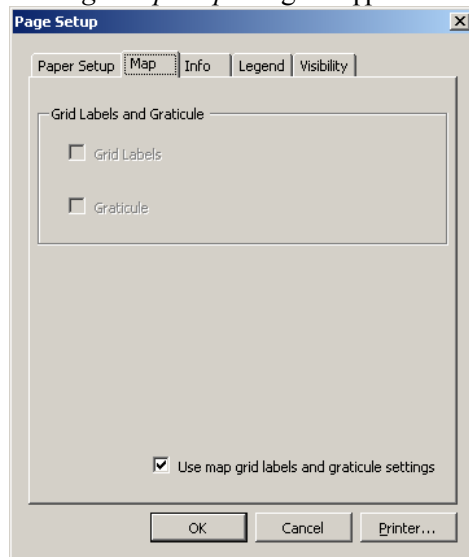 Page Setup
Paper Setup Map Info Legend Visibility
Grid Labels and Graticule
Grid Labels
Graticule
Use map grid labels and graticule settings
OK Cancel Printer...